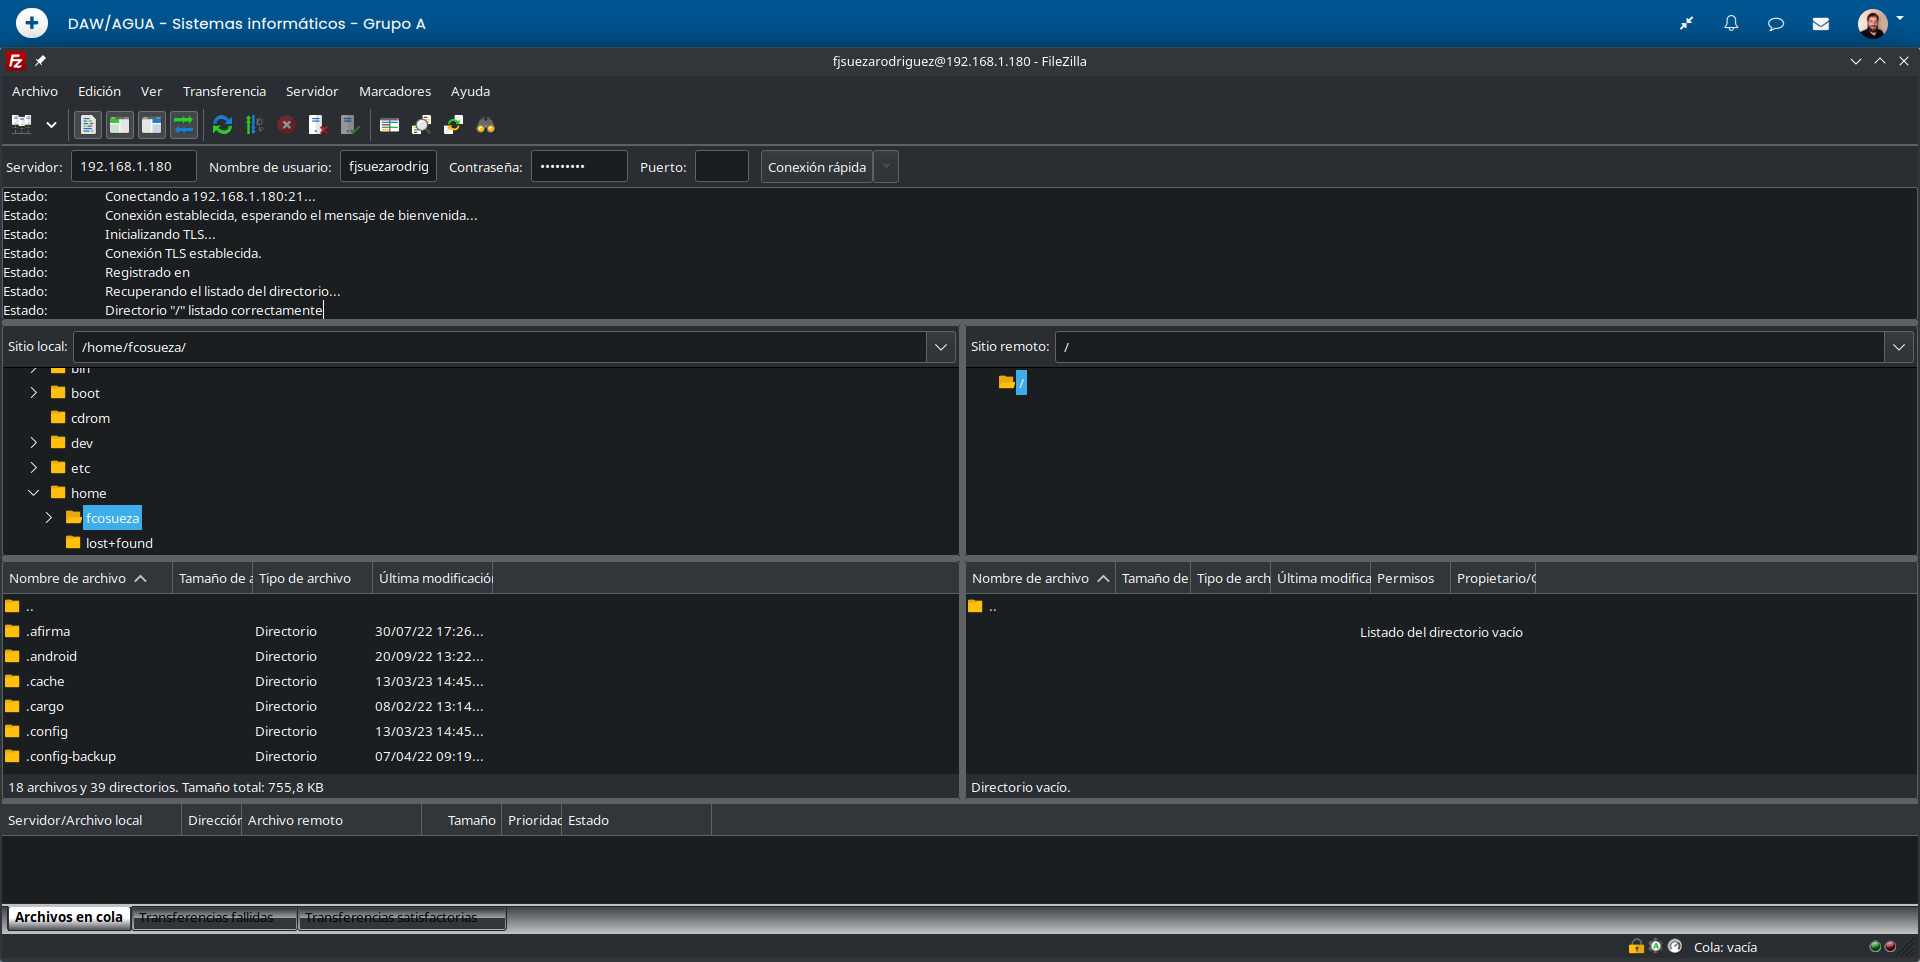 DAW/AGUA - Sistemas informáticos - Grupo A
Fz
fjsuezarodriguez@192.168.1.180 - FileZilla
Archivo Edición Ver Transferencia Servidor Marcadores Ayuda
Servidor: 192.168.1.180 Nombre de usuario: fjsuezarodrig Contraseña: ••••••••• Puerto: Conexión rápida
Estado: Conectando a 192.168.1.180:21...
Estado: Conexión establecida, esperando el mensaje de bienvenida...
Estado: Inicializando TLS...
Estado: Conexión TLS establecida.
Estado: Registrado en
Estado: Recuperando el listado del directorio...
Estado: Directorio "/" listado correctamente
Sitio local: /home/fcosueza/
Sitio remoto: /
bin
boot
cdrom
dev
etc
home
fcosueza
lost+found
/
Nombre de archivo Tamaño de a Tipo de archivo Última modificació
..
.afirma Directorio 30/07/22 17:26...
.android Directorio 20/09/22 13:22...
.cache Directorio 13/03/23 14:45...
.cargo Directorio 08/02/22 13:14...
.config Directorio 13/03/23 14:45...
.config-backup Directorio 07/04/22 09:19...
18 archivos y 39 directorios. Tamaño total: 755,8 KB
Nombre de archivo Tamaño de Tipo de arch Última modifica Permisos Propietario/G
..
Listado del directorio vacío
Directorio vacío.
Servidor/Archivo local Dirección Archivo remoto Tamaño Prioridad Estado
Archivos en cola Transferencias fallidas Transferencias satisfactorias
Cola: vacía